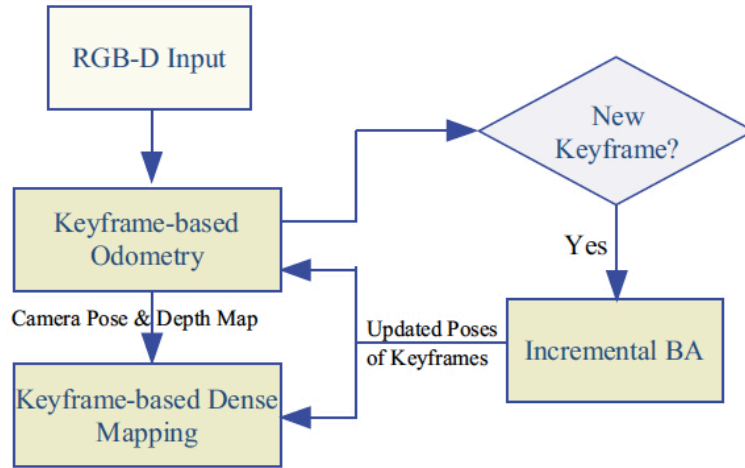 RGB-D Input
New
Keyframe?
Keyframe-based
Odometry
Yes
Camera Pose & Depth Map
Updated Poses
of Keyframes
Incremental BA
Keyframe-based Dense
Mapping